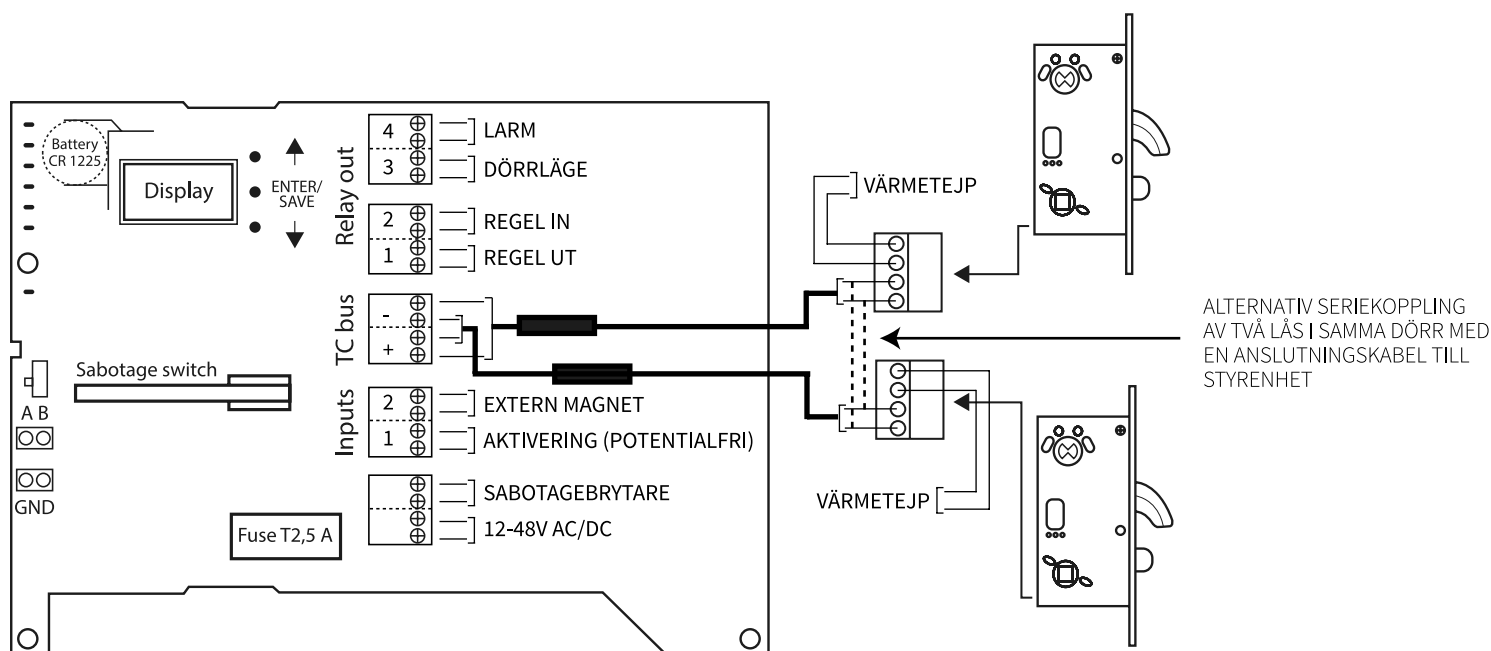 Battery
CR 1225
Display
ENTER/
SAVE
Relay out
4
LARM
3
DÖRRLÄGE
2
REGEL IN
1
REGEL UT
TC bus
-
+
Sabotage switch
A B
GND
Inputs
2
EXTERN MAGNET
1
AKTIVERING (POTENTIALFRI)
SABOTAGEBRYTARE
12-48V AC/DC
Fuse T2,5 A
VÄRMETEJP
VÄRMETEJP
ALTERNATIV SERIEKOPPLING
AV TVÅ LÅS I SAMMA DÖRR MED
EN ANSLUTNINGSKABEL TILL
STYRENHET